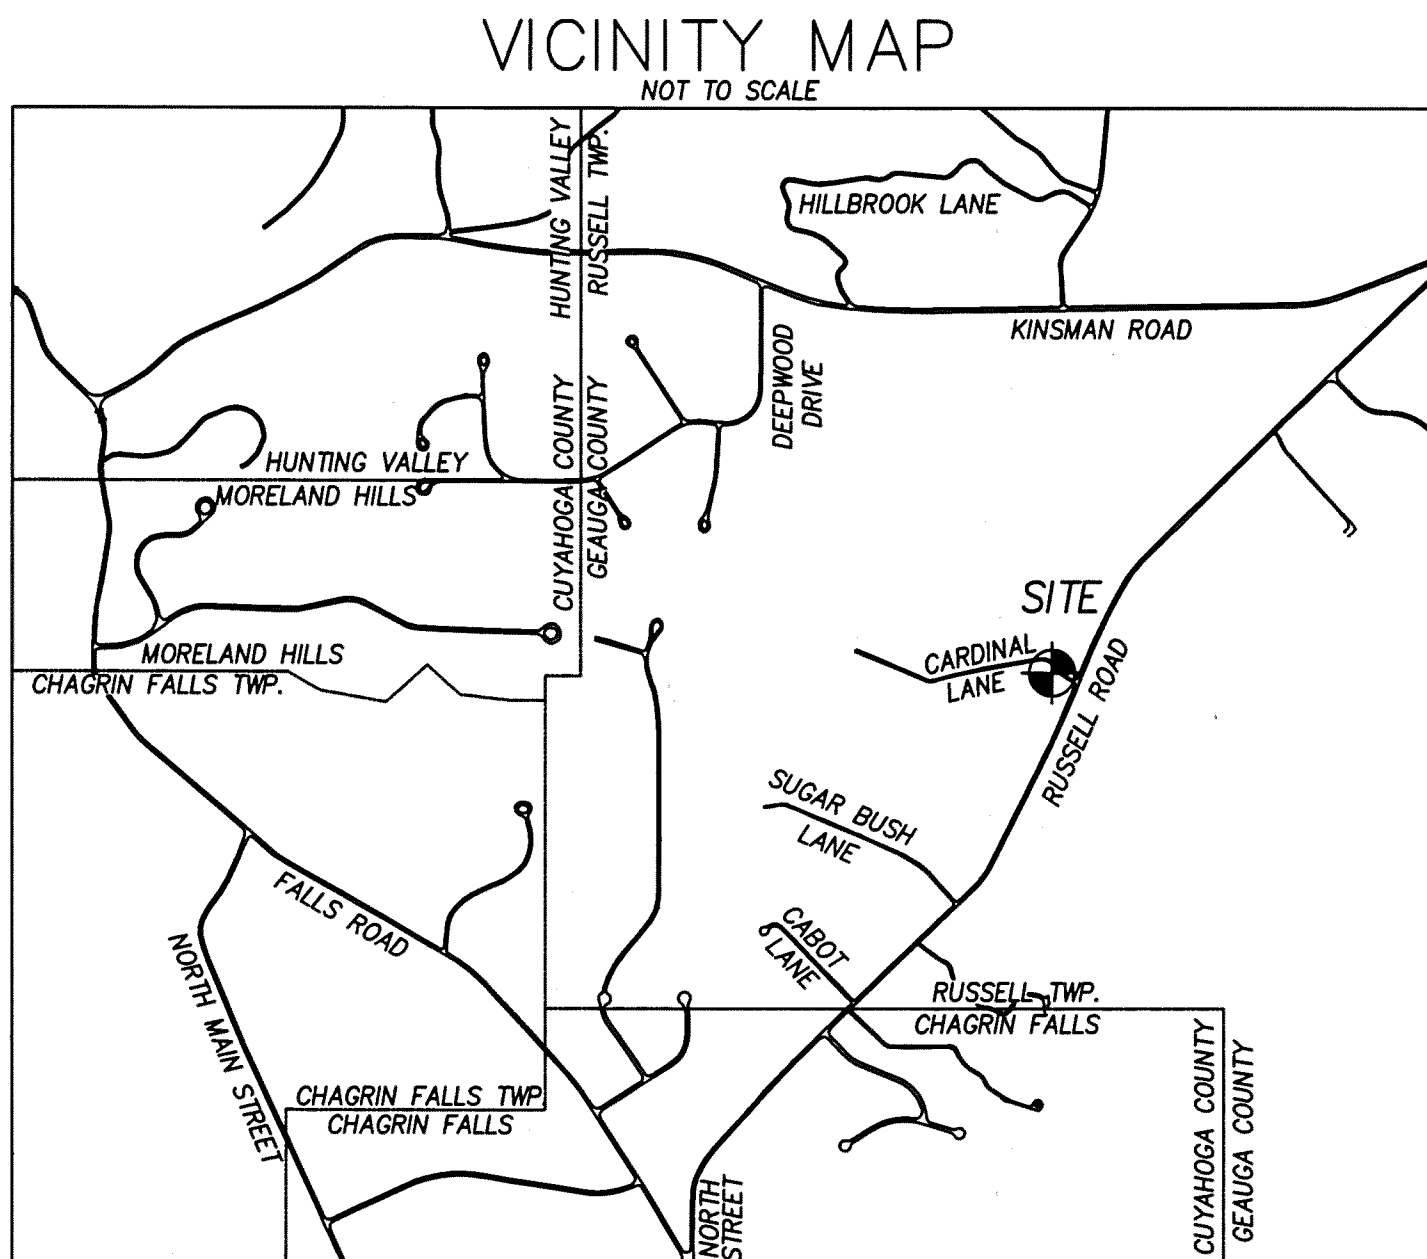 VICINITY MAP
NOT TO SCALE
HUNTING VALLEY
RUSSELL TWP.
HILLBROOK LANE
KINSMAN ROAD
DEEPWOOD
DRIVE
CUYAHOGA COUNTY
GEAUGA COUNTY
HUNTING VALLEY
MORELAND HILLS
SITE
CARDINAL
LANE
RUSSELL ROAD
MORELAND HILLS
CHAGRIN FALLS TWP.
SUGAR BUSH
LANE
FALLS ROAD
CABOT
LANE
NORTH MAIN STREET
RUSSELL TWP.
CHAGRIN FALLS
CUYAHOGA COUNTY
GEAUGA COUNTY
CHAGRIN FALLS TWP.
CHAGRIN FALLS
NORTH
STREET